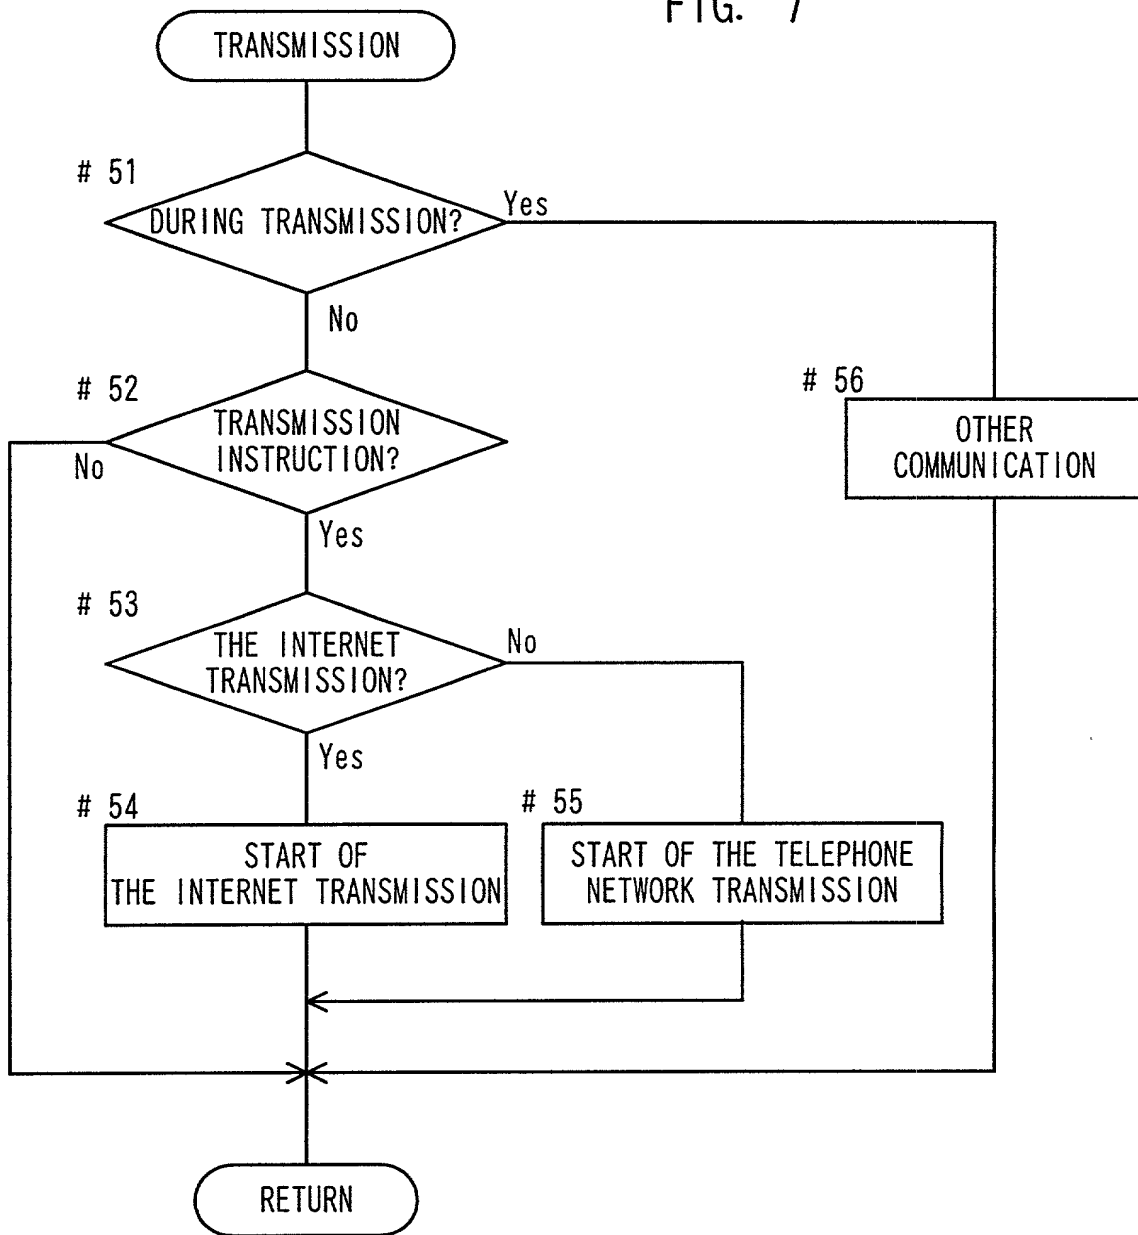 FIG. 7
TRANSMISSION
# 51
DURING TRANSMISSION?
Yes
No
# 52
TRANSMISSION
INSTRUCTION?
No
Yes
# 56
OTHER
COMMUNICATION
# 53
THE INTERNET
TRANSMISSION?
No
Yes
# 54
START OF
THE INTERNET TRANSMISSION
# 55
START OF THE TELEPHONE
NETWORK TRANSMISSION
RETURN